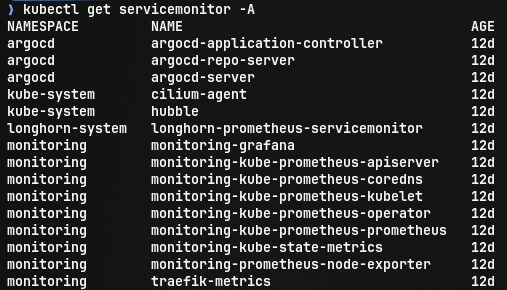 ❯ kubectl get servicemonitor -A
NAMESPACE NAME AGE
argocd argocd-application-controller 12d
argocd argocd-repo-server 12d
argocd argocd-server 12d
kube-system cilium-agent 12d
kube-system hubble 12d
longhorn-system longhorn-prometheus-servicemonitor 12d
monitoring monitoring-grafana 12d
monitoring monitoring-kube-prometheus-apiserver 12d
monitoring monitoring-kube-prometheus-coredns 12d
monitoring monitoring-kube-prometheus-kubelet 12d
monitoring monitoring-kube-prometheus-operator 12d
monitoring monitoring-kube-prometheus-prometheus 12d
monitoring monitoring-kube-state-metrics 12d
monitoring monitoring-prometheus-node-exporter 12d
monitoring traefik-metrics 12d